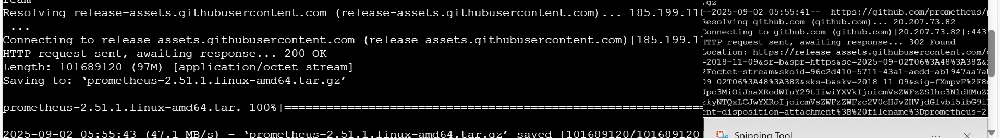 Resolving release-assets.githubusercontent.com (release-assets.githubusercontent.com)... 185.199.11
...
Connecting to release-assets.githubusercontent.com (release-assets.githubusercontent.com)|185.199.11
HTTP request sent, awaiting response... 200 OK
Length: 101689120 (97M) [application/octet-stream]
Saving to: ‘prometheus-2.51.1.linux-amd64.tar.gz’
prometheus-2.51.1.linux-amd64.tar. 100%[============================================================
2025-09-02 05:55:43 (47.1 MB/s) - ‘prometheus-2.51.1.linux-amd64.tar.gz’ saved [101689120/101689120]
.gz
--2025-09-02 05:55:41-- https://github.com/prometheus/
Resolving github.com (github.com)... 20.207.73.82
Connecting to github.com (github.com)|20.207.73.82|:443
HTTP request sent, awaiting response... 302 Found
Location: https://release-assets.githubusercontent.com/
=2018-11-09&sr=b&spr=https&se=2025-09-02T06%3A48%3A38Z&
2Foctet-stream&skoid=96c2d410-5711-43a1-aedd-ab1947aa7a
09-02T06%3A48%3A38Z&sks=b&skv=2018-11-09&sig=fXmpvF%2F8
Jpc3MiOiJnaXRodWIuY29tIiwiYXVkIjoicmVsZWFzZS1hc3NldHMuZ
zkyNTQxLCJwYXRoIjoicmVsZWFzZWFzc2V0cHJvZHVjdGlvbi5ibG9i
ent-disposition=attachment%3B%20filename%3Dprometheus-2
Snipping Tool